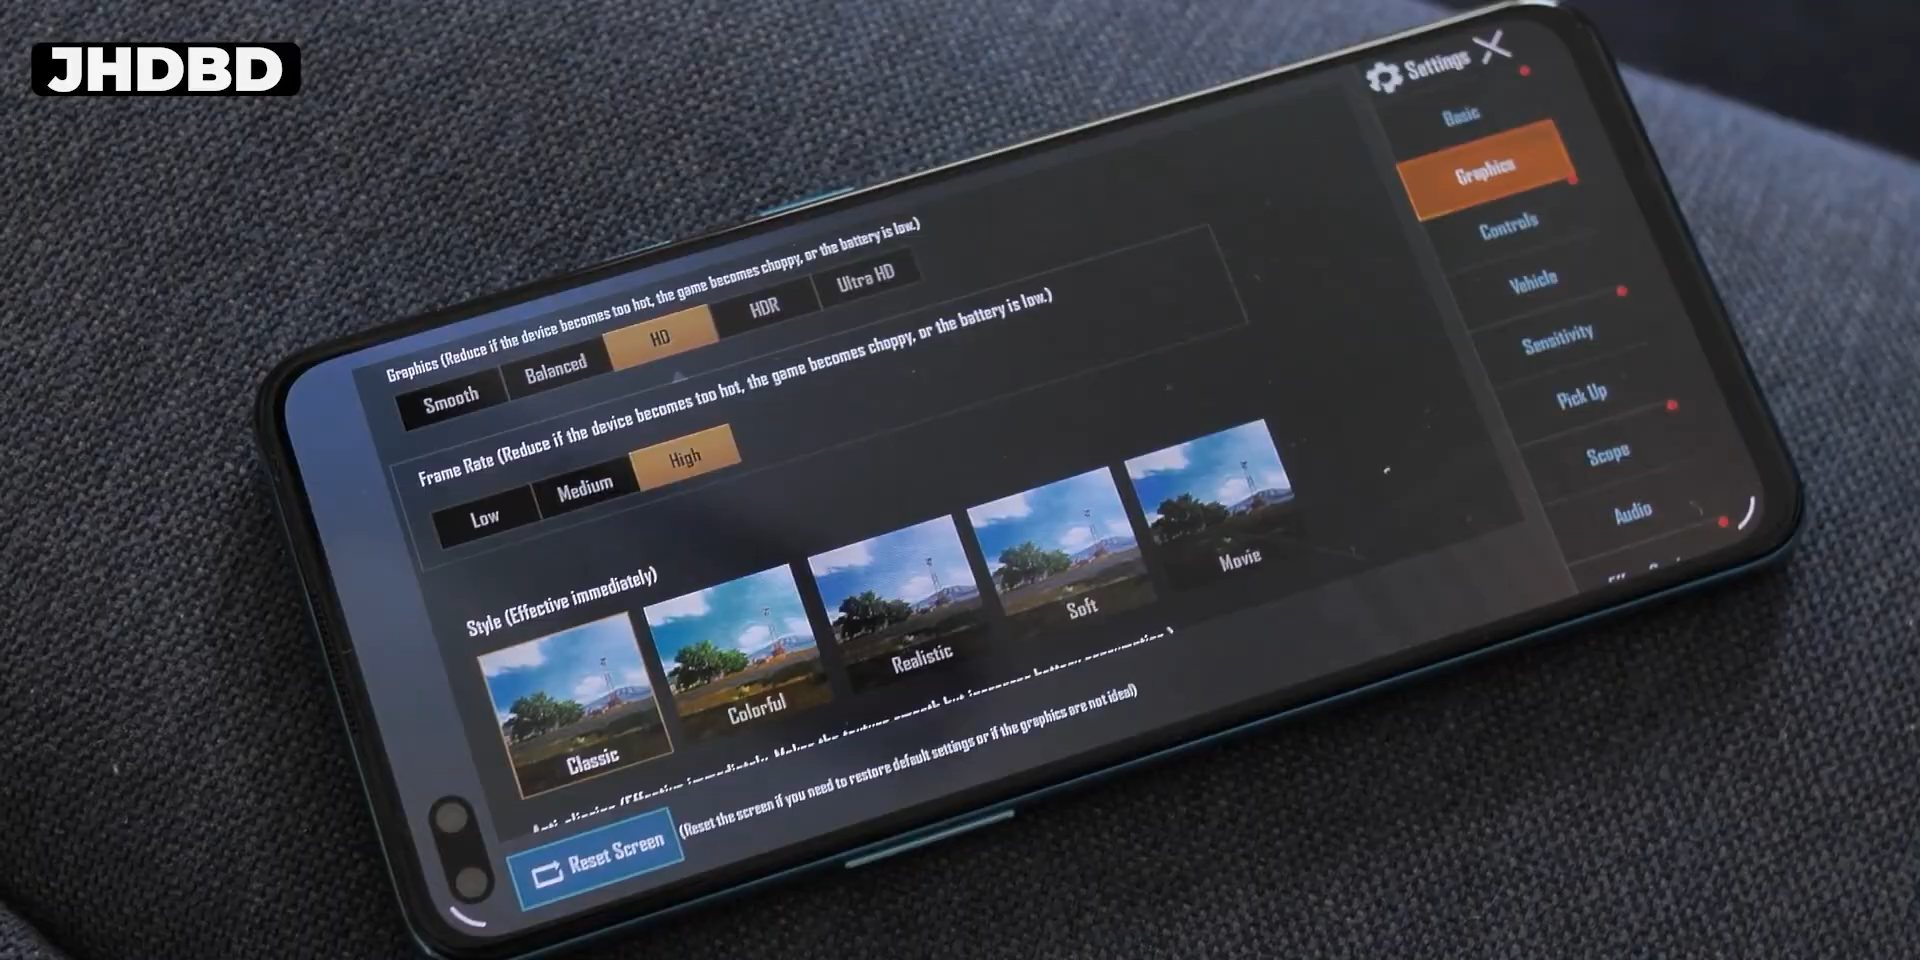 JHDBD
Settings
Basic
Graphics
Controls
Vehicle
Sensitivity
Pick Up
Scope
Audio
Graphics (Reduce if the device becomes too hot, the game becomes choppy, or the battery is low.)
Smooth Balanced HD HDR Ultra HD
Frame Rate (Reduce if the device becomes too hot, the game becomes choppy, or the battery is low.)
Low Medium High
Style (Effective immediately)
Classic Colorful Realistic Soft Movie
Reset Screen (Reset the screen if you need to restore default settings or if the graphics are not ideal)